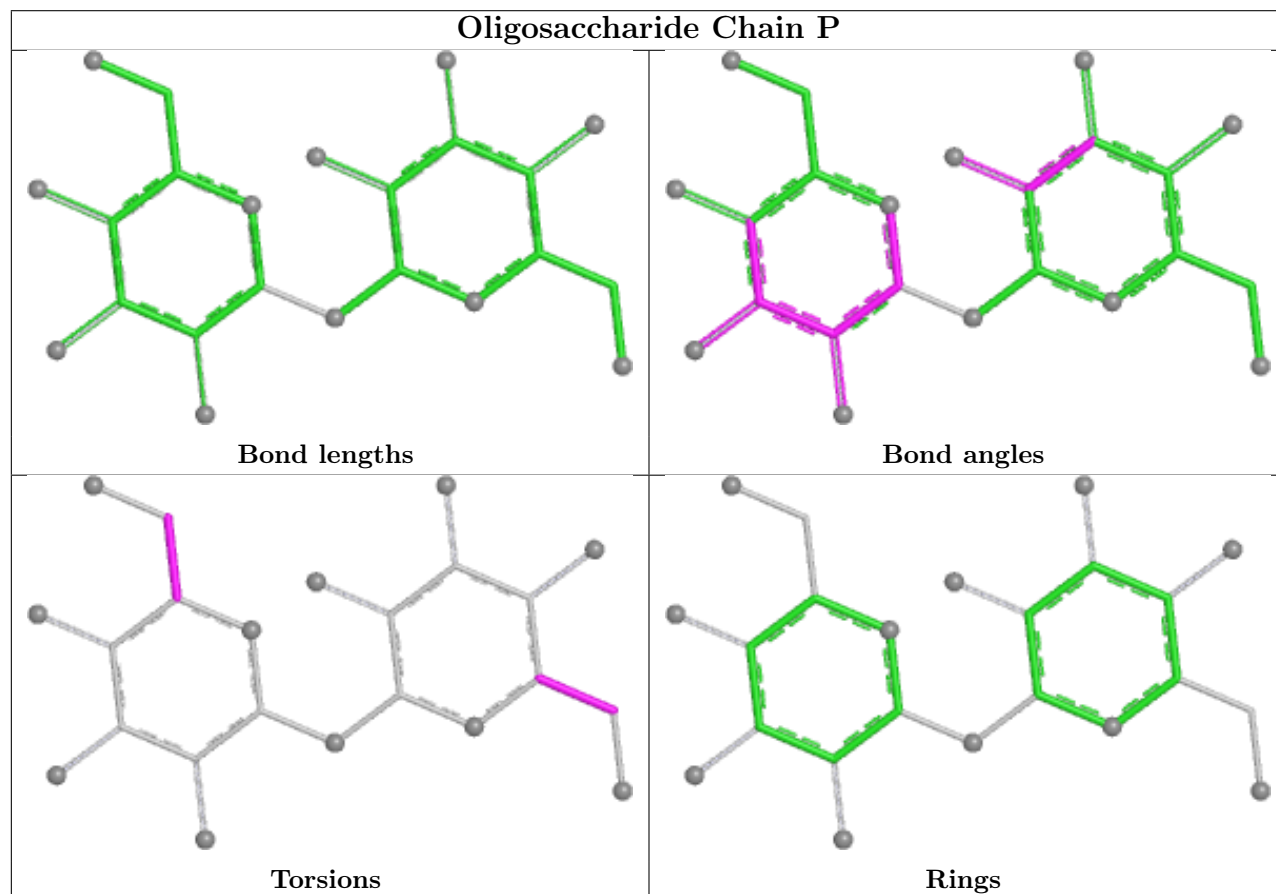 Oligosaccharide Chain P
Bond lengths
Bond angles
Torsions
Rings